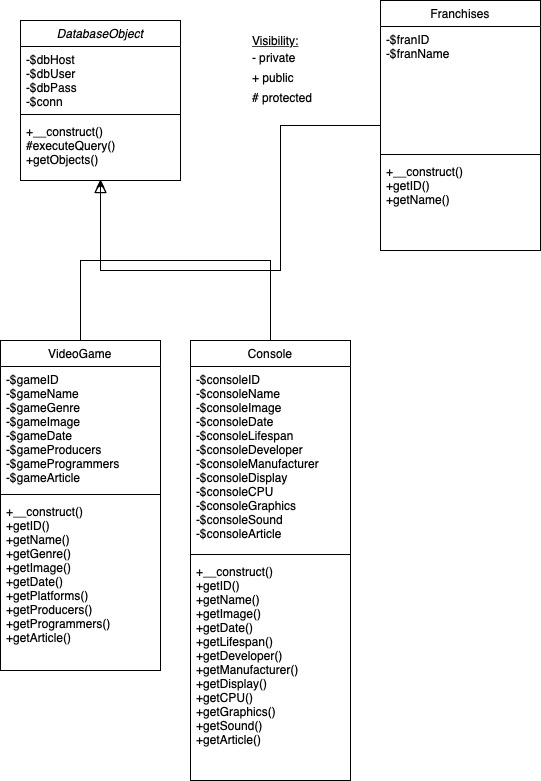 DatabaseObject
-$dbHost
-$dbUser
-$dbPass
-$conn
+__construct()
#executeQuery()
+getObjects()
Visibility:
- private
+ public
# protected
Franchises
-$franID
-$franName
+__construct()
+getID()
+getName()
VideoGame
-$gameID
-$gameName
-$gameGenre
-$gameImage
-$gameDate
-$gameProducers
-$gameProgrammers
-$gameArticle
+__construct()
+getID()
+getName()
+getGenre()
+getImage()
+getDate()
+getPlatforms()
+getProducers()
+getProgrammers()
+getArticle()
Console
-$consoleID
-$consoleName
-$consoleImage
-$consoleDate
-$consoleLifespan
-$consoleDeveloper
-$consoleManufacturer
-$consoleDisplay
-$consoleCPU
-$consoleGraphics
-$consoleSound
-$consoleArticle
+__construct()
+getID()
+getName()
+getImage()
+getDate()
+getLifespan()
+getDeveloper()
+getManufacturer()
+getDisplay()
+getCPU()
+getGraphics()
+getSound()
+getArticle()